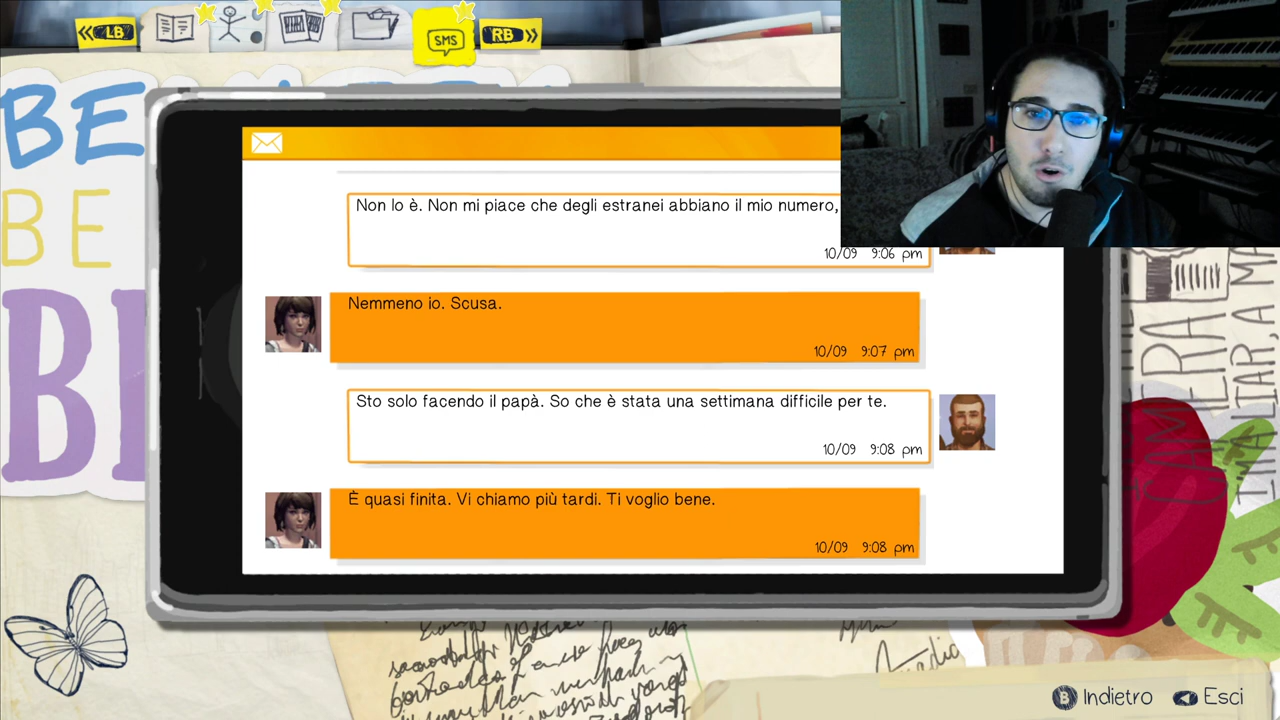 LB
SMS
RB
BE
BE
BE
Non lo è. Non mi piace che degli estranei abbiano il mio numero,
10/09 9:06 pm
Nemmeno io. Scusa.
10/09 9:07 pm
Sto solo facendo il papà. So che è stata una settimana difficile per te.
10/09 9:08 pm
È quasi finita. Vi chiamo più tardi. Ti voglio bene.
10/09 9:08 pm
CAMERA
B Indietro
Esci